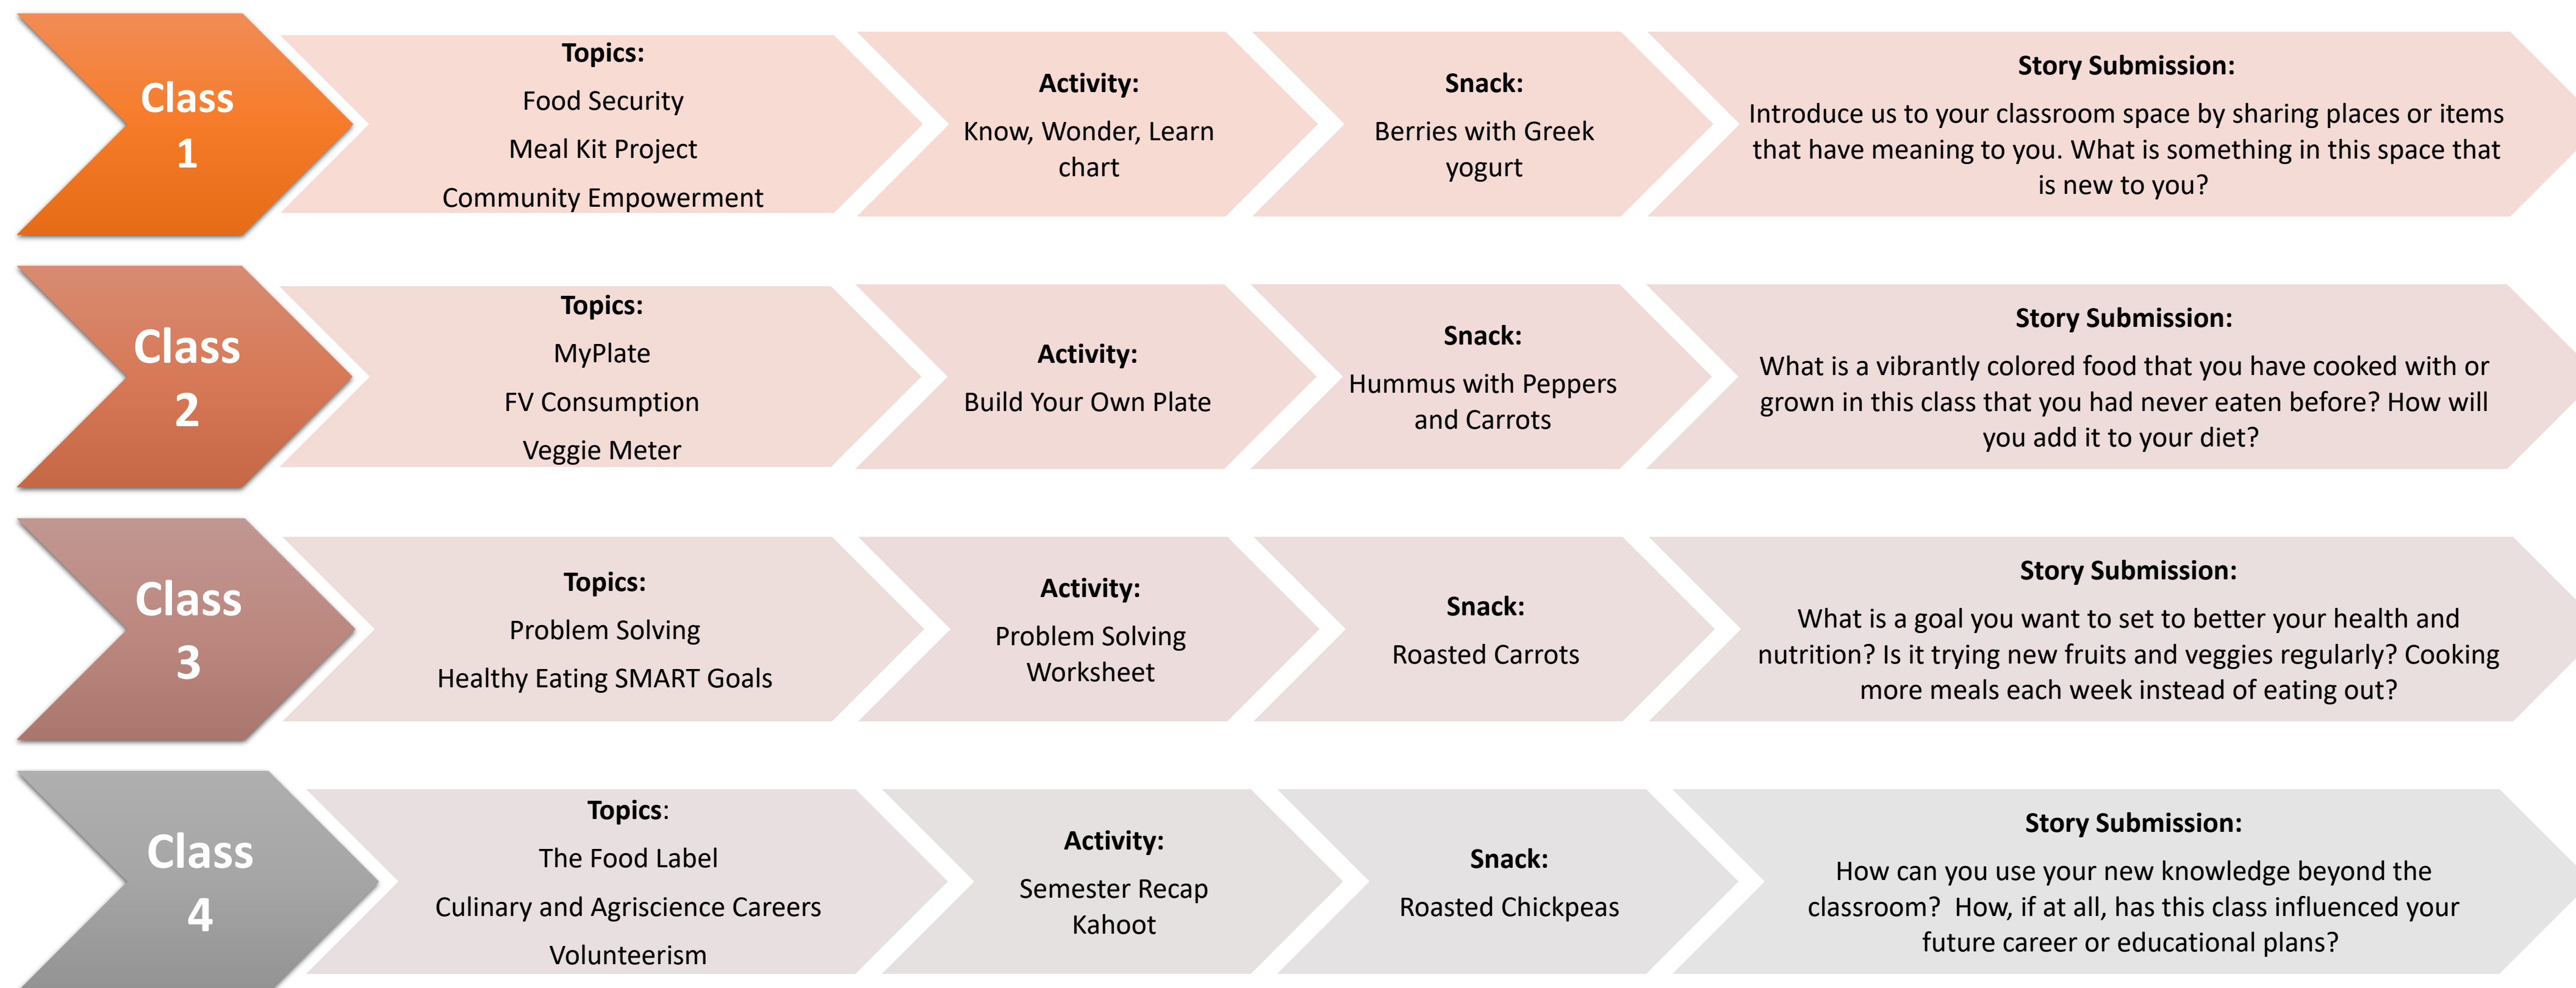 Class
1
Topics:
Food Security
Meal Kit Project
Community Empowerment
Activity:
Know, Wonder, Learn
chart
Snack:
Berries with Greek
yogurt
Story Submission:
Introduce us to your classroom space by sharing places or items
that have meaning to you. What is something in this space that
is new to you?
Class
2
Topics:
MyPlate
FV Consumption
Veggie Meter
Activity:
Build Your Own Plate
Snack:
Hummus with Peppers
and Carrots
Story Submission:
What is a vibrantly colored food that you have cooked with or
grown in this class that you had never eaten before? How will
you add it to your diet?
Class
3
Topics:
Problem Solving
Healthy Eating SMART Goals
Activity:
Problem Solving
Worksheet
Snack:
Roasted Carrots
Story Submission:
What is a goal you want to set to better your health and
nutrition? Is it trying new fruits and veggies regularly? Cooking
more meals each week instead of eating out?
Class
4
Topics:
The Food Label
Culinary and Agriscience Careers
Volunteerism
Activity:
Semester Recap
Kahoot
Snack:
Roasted Chickpeas
Story Submission:
How can you use your new knowledge beyond the
classroom?  How, if at all, has this class influenced your
future career or educational plans?